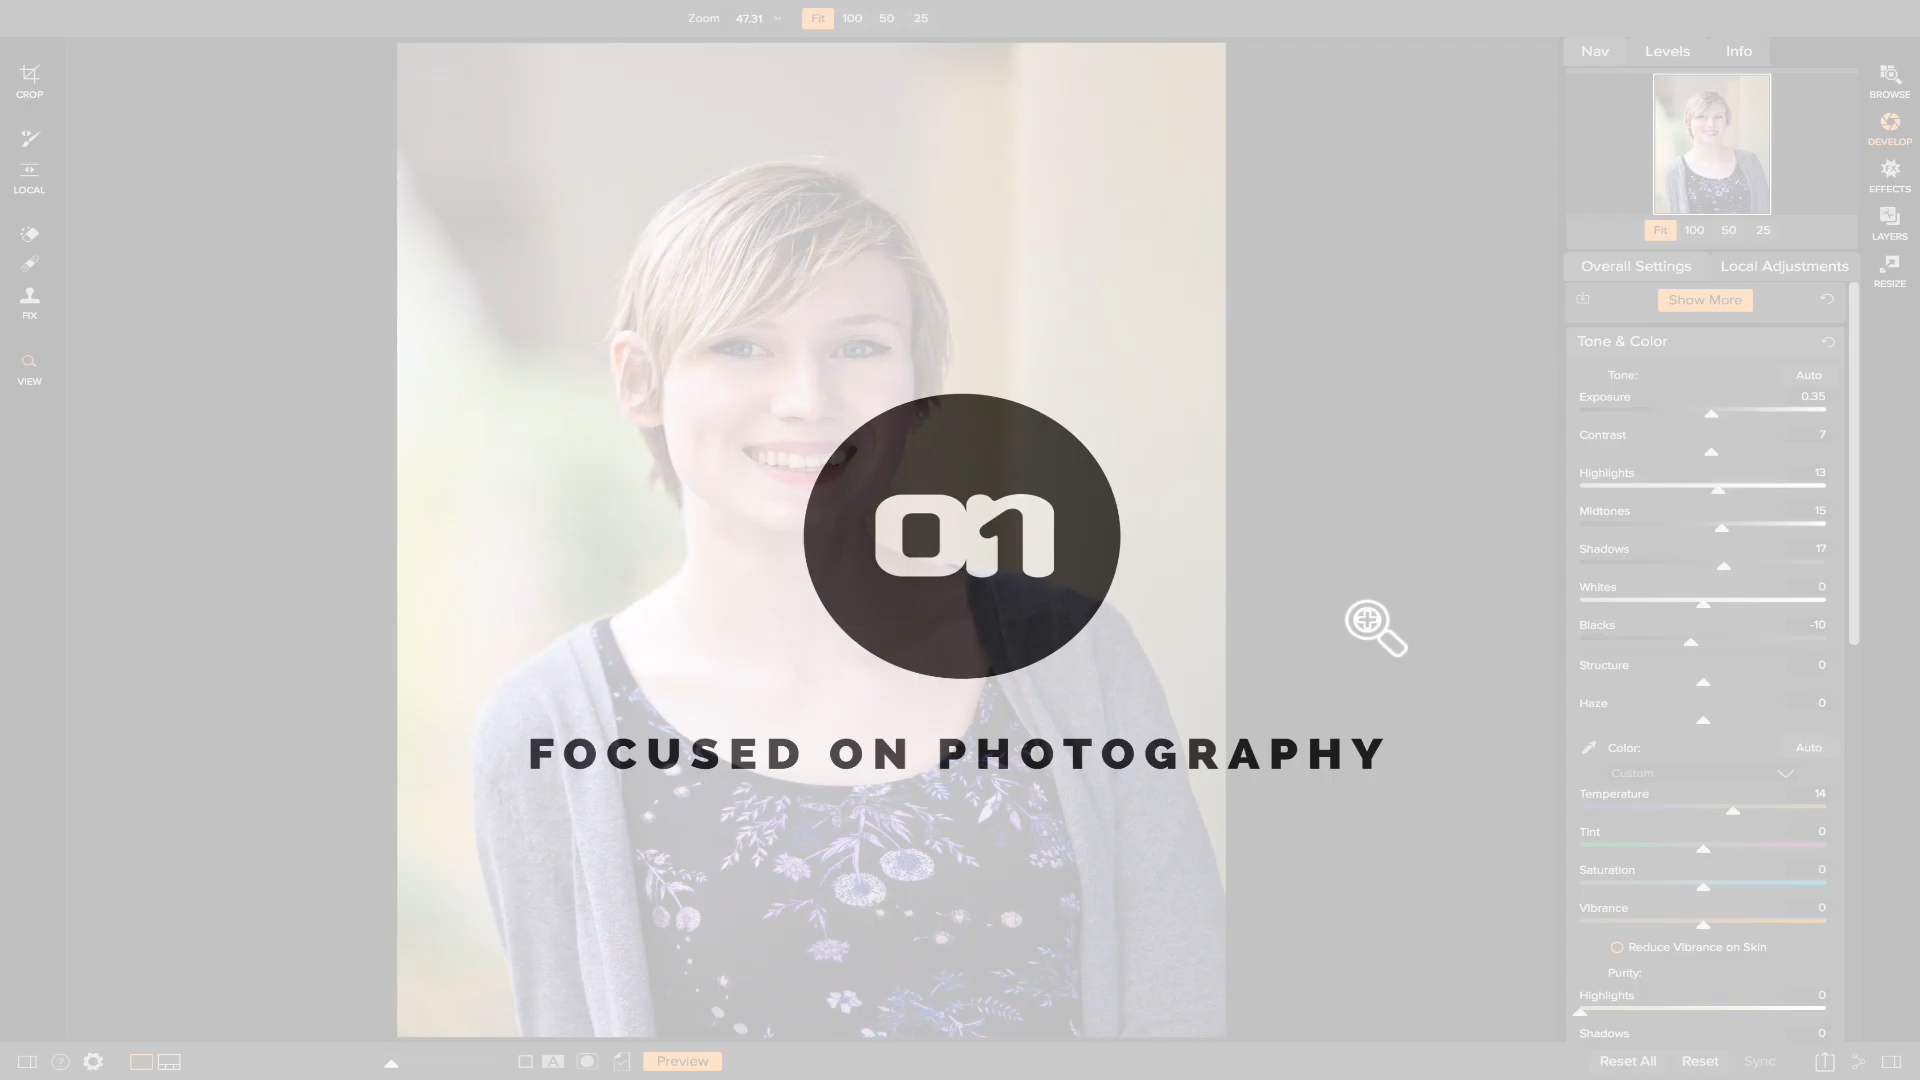 Zoom 47.31 Fit 100 50 25
Nav Levels Info
CROP
LOCAL
FIX
VIEW
BROWSE
DEVELOP
EFFECTS
LAYERS
RESIZE
Fit 100 50 25
Overall Settings Local Adjustments
Show More
Tone & Color
Tone: Auto
Exposure 0.35
Contrast 7
Highlights 13
Midtones 15
Shadows 17
Whites 0
Blacks -10
Structure 0
Haze 0
Color: Auto
Custom
Temperature 14
Tint 0
Saturation 0
Vibrance 0
Reduce Vibrance on Skin
Purity:
Highlights 0
Shadows 0
on
FOCUSED ON PHOTOGRAPHY
? A Preview
Reset All Reset Sync